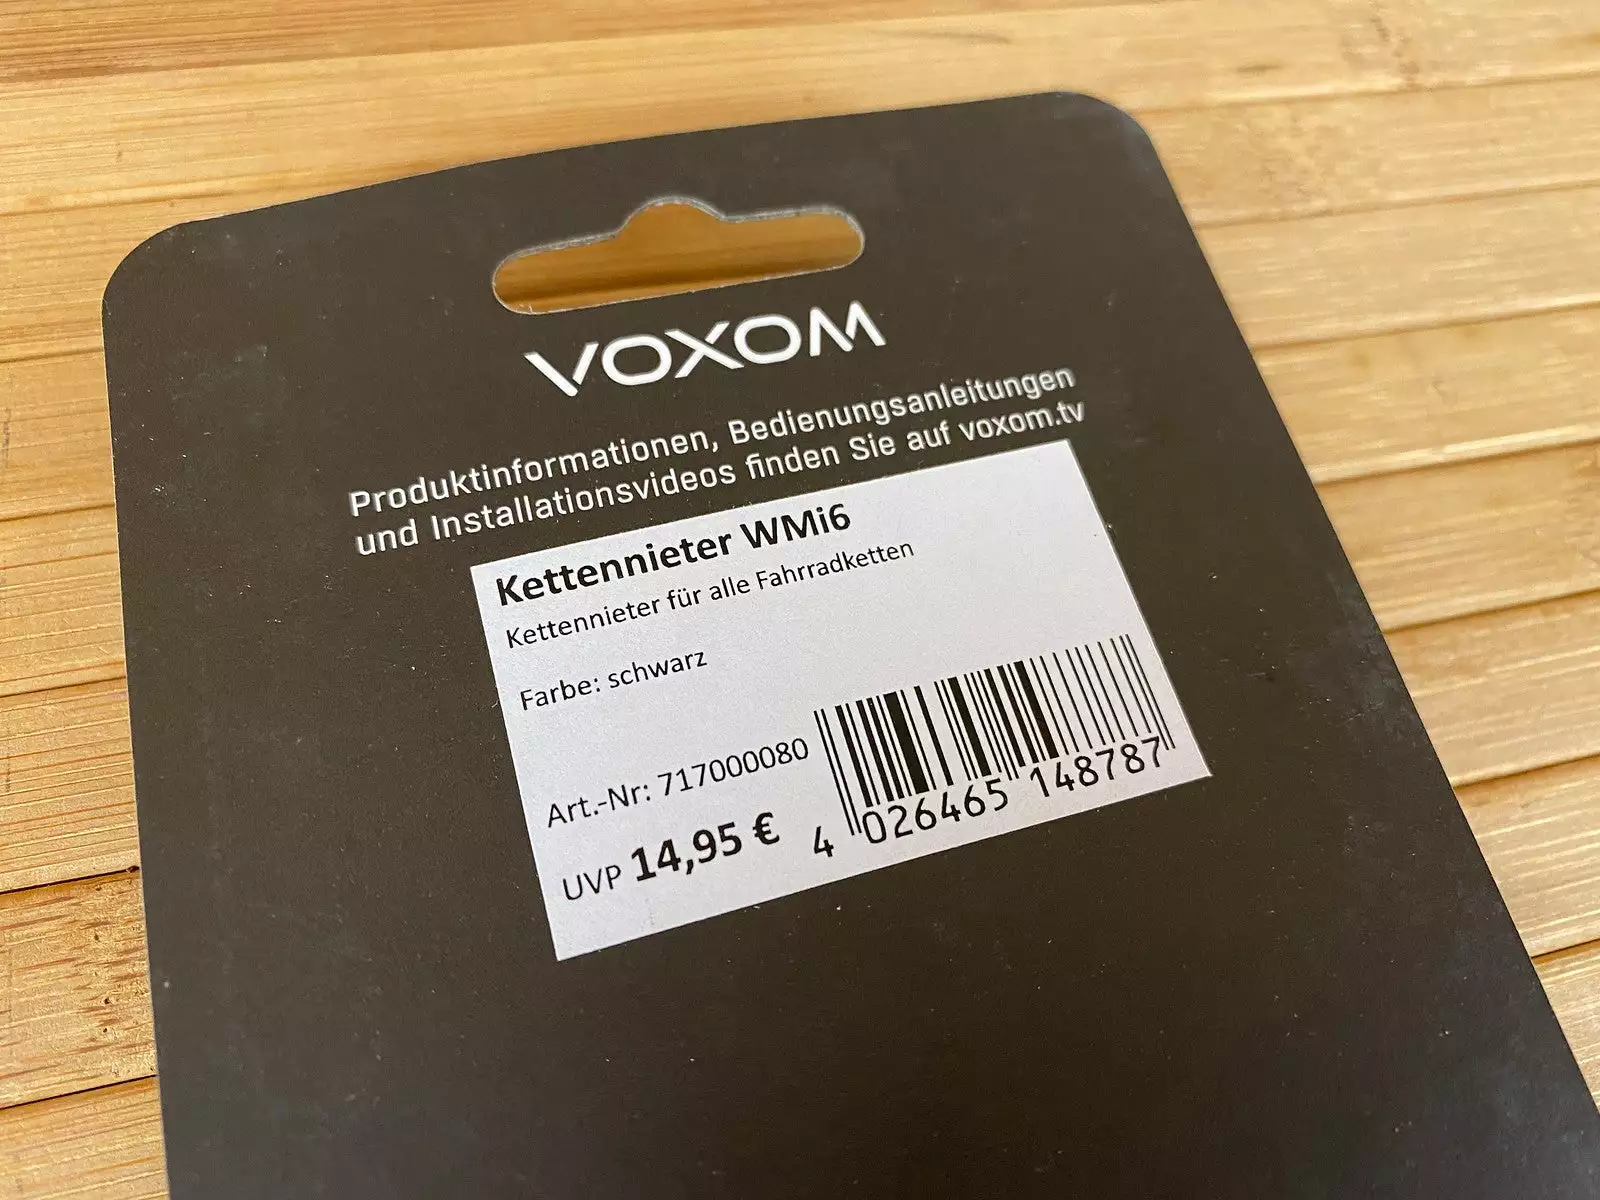 VOXOM
Produktinformationen, Bedienungsanleitungen
und Installationsvideos finden Sie auf voxom.tv
Kettennieter WMi6
Kettennieter für alle Fahrradketten
Farbe: schwarz
Art.-Nr: 717000080
UVP 14,95 €
4 026465 148787